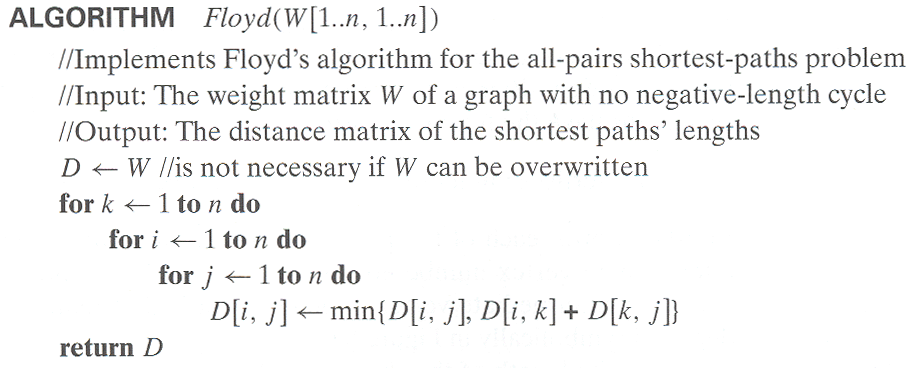 ALGORITHM Floyd(W[1..n, 1..n])
//Implements Floyd's algorithm for the all-pairs shortest-paths problem
//Input: The weight matrix W of a graph with no negative-length cycle
//Output: The distance matrix of the shortest paths' lengths
D ← W //is not necessary if W can be overwritten
for k ← 1 to n do
for i ← 1 to n do
for j ← 1 to n do
D[i, j] ← min{D[i, j], D[i, k] + D[k, j]}
return D